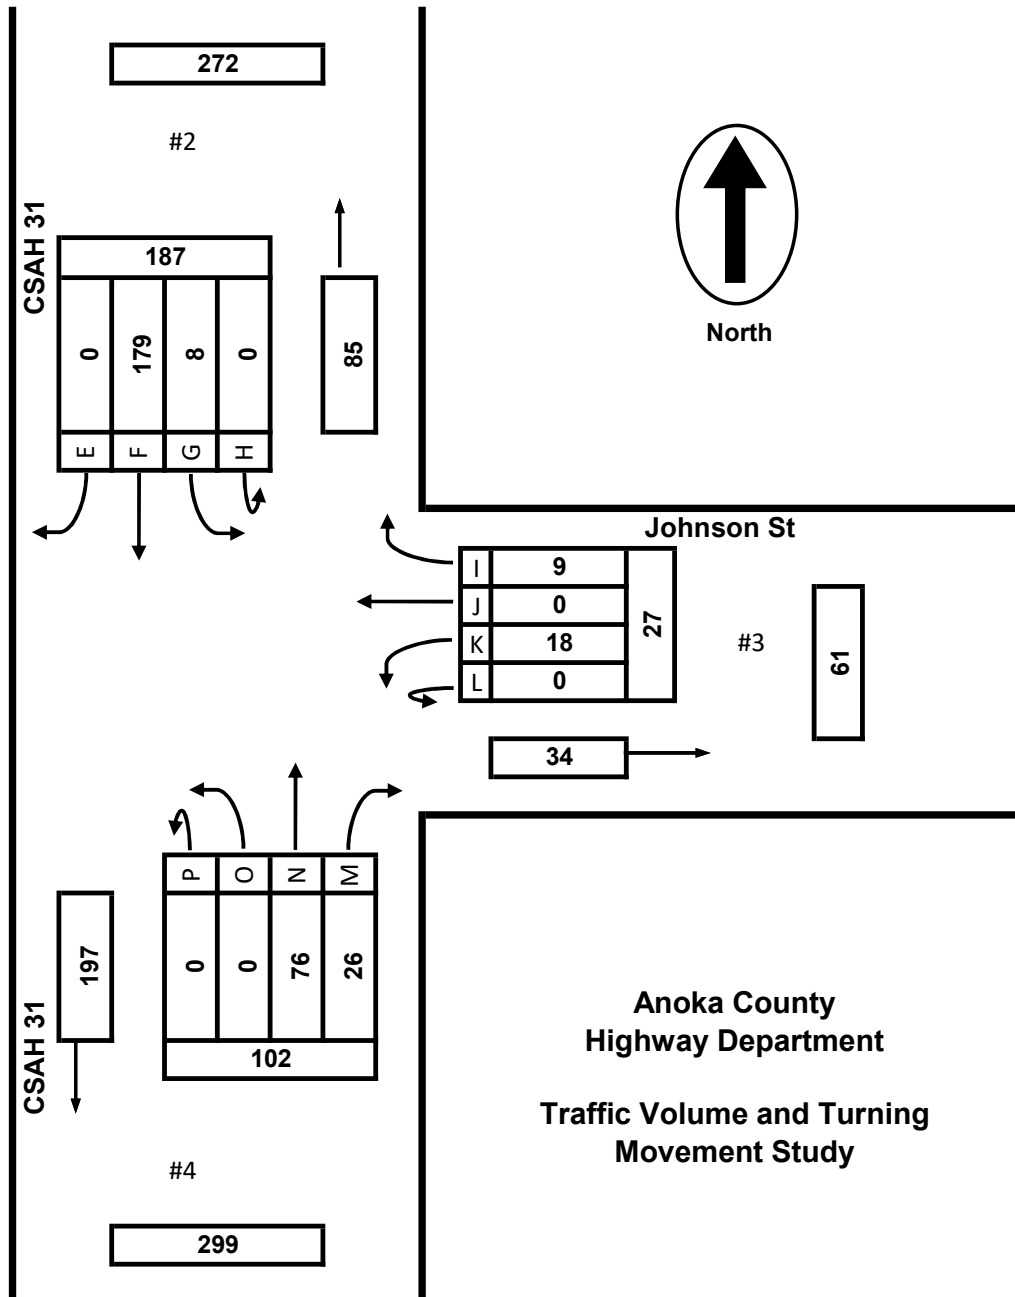 272
#2
CSAH 31
187
0
179
8
0
85
E
F
G
H
North
Johnson St
I 9
J 0
K 18
L 0
27
#3
61
34
P
O
N
M
197
0
0
76
26
102
CSAH 31
#4
299
Anoka County
Highway Department
Traffic Volume and Turning
Movement Study